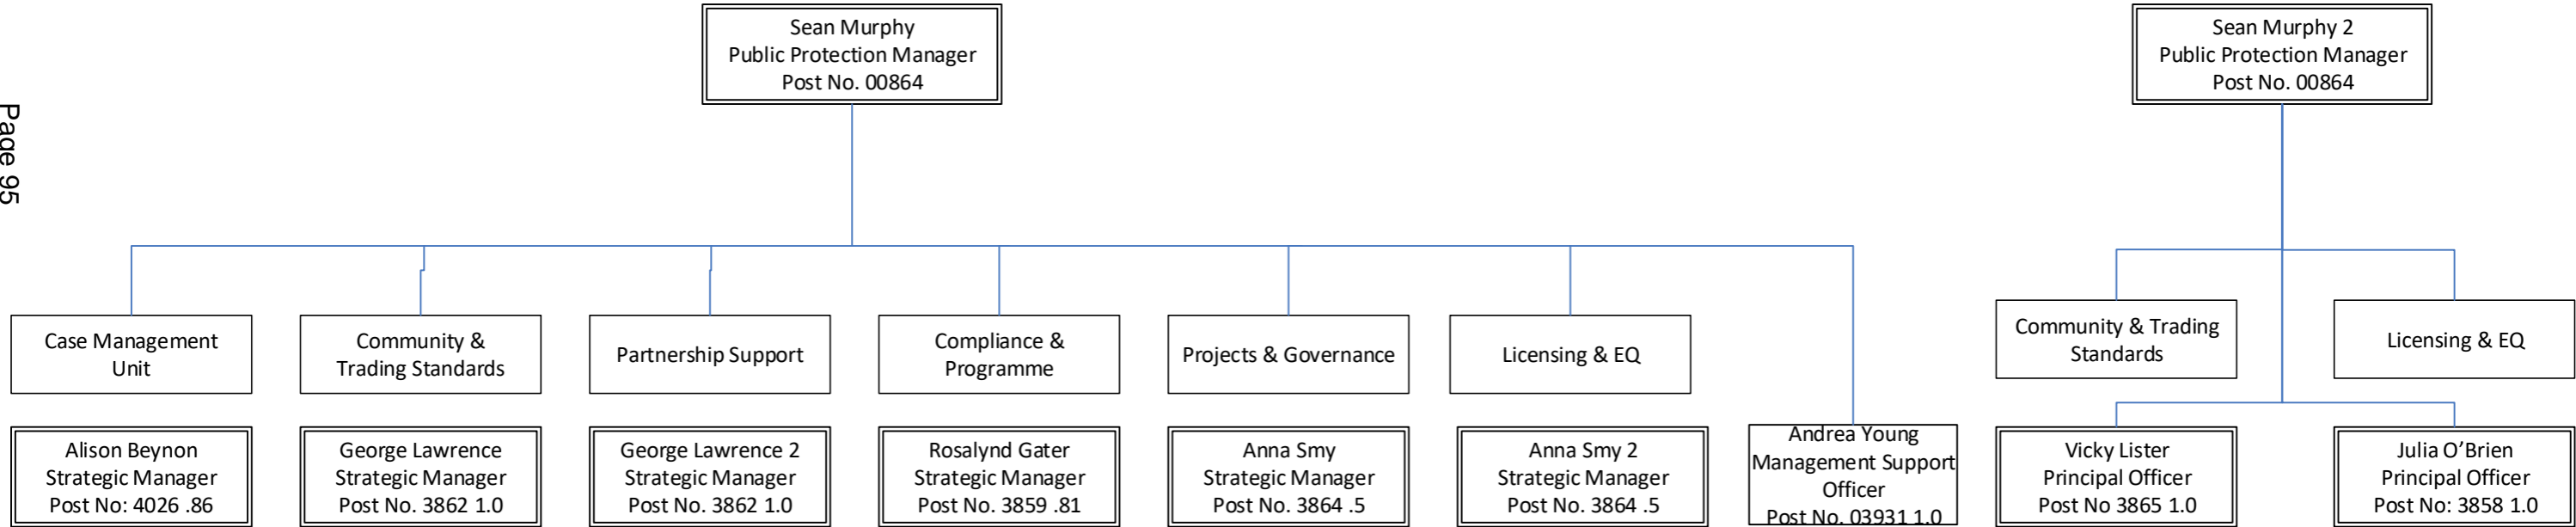 Sean Murphy
Public Protection Manager
Post No. 00864
Sean Murphy 2
Public Protection Manager
Post No. 00864
Page 95
Case Management
Unit
Community &
Trading Standards
Partnership Support
Compliance &
Programme
Projects & Governance
Licensing & EQ
Community & Trading
Standards
Licensing & EQ
Alison Beynon
Strategic Manager
Post No: 4026 .86
George Lawrence
Strategic Manager
Post No. 3862 1.0
George Lawrence 2
Strategic Manager
Post No. 3862 1.0
Rosalynd Gater
Strategic Manager
Post No. 3859 .81
Anna Smy
Strategic Manager
Post No. 3864 .5
Anna Smy 2
Strategic Manager
Post No. 3864 .5
Andrea Young
Management Support
Officer
Post No. 03931 1.0
Vicky Lister
Principal Officer
Post No 3865 1.0
Julia O’Brien
Principal Officer
Post No: 3858 1.0